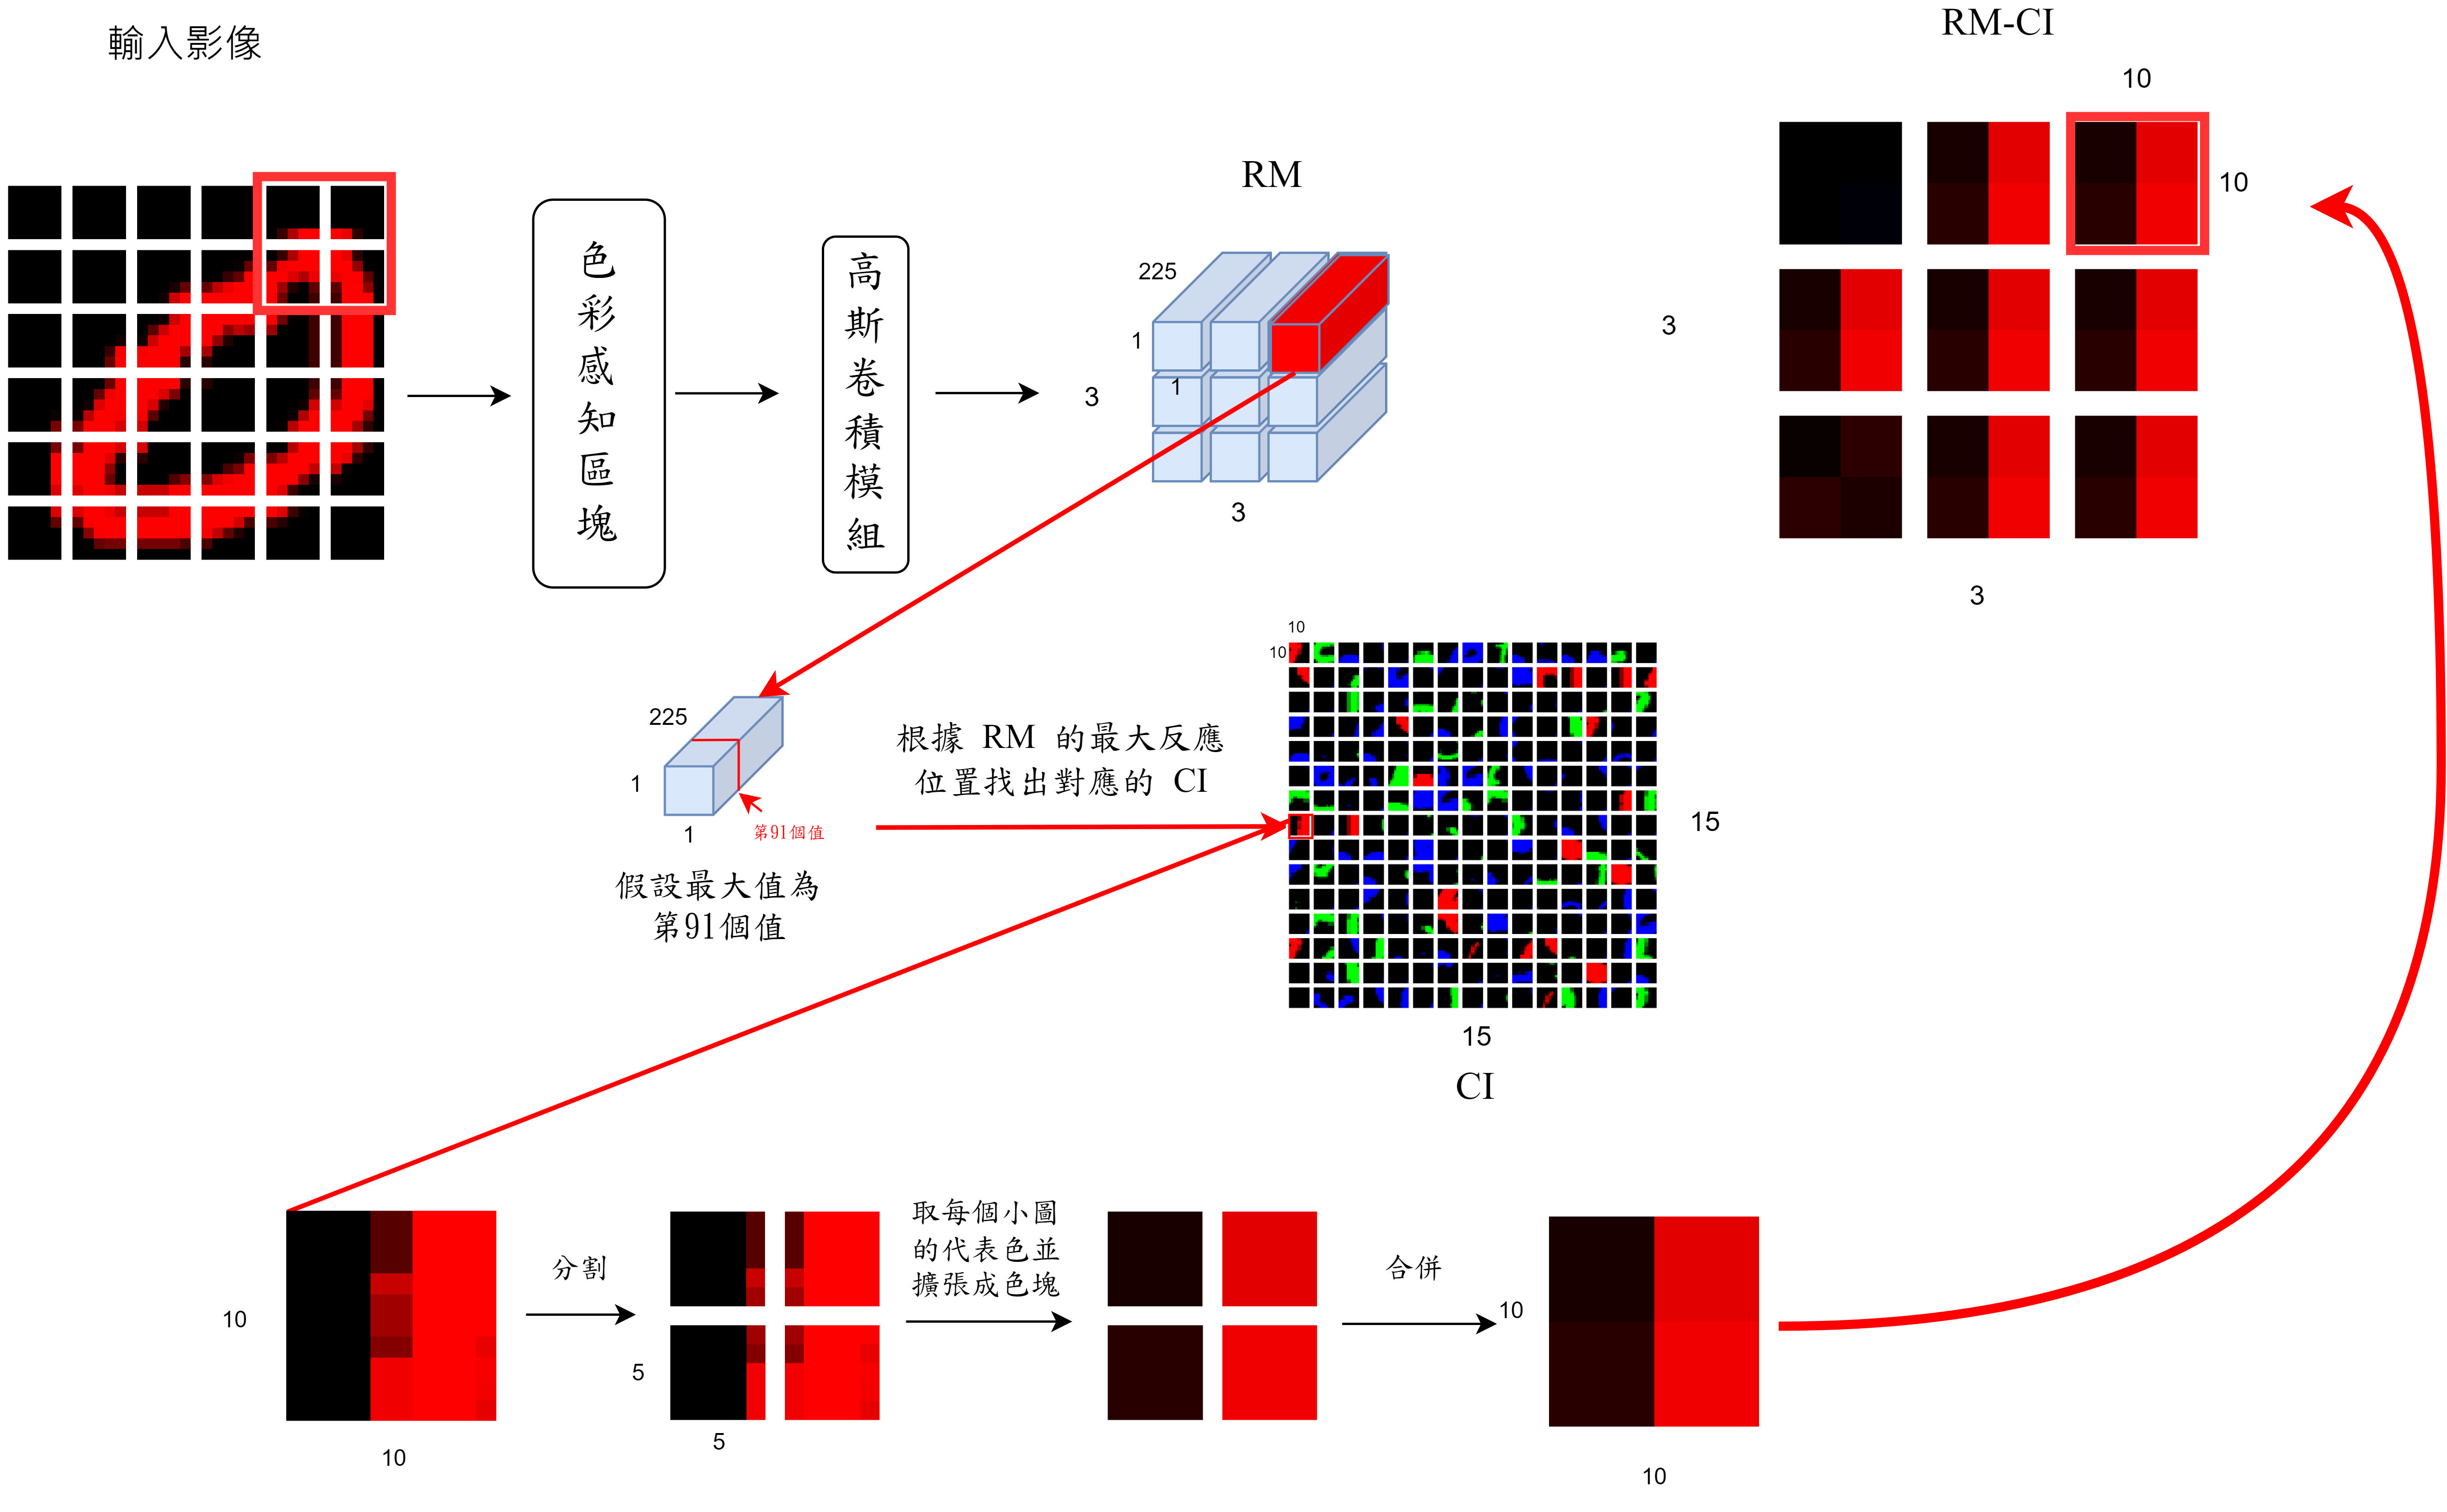 輸入影像
RM-CI
10
10
3
3
色彩感知區塊
高斯卷積模組
RM
225
1
1
3
3
225
1
1
第91個值
假設最大值為
第91個值
根據 RM 的最大反應
位置找出對應的 CI
10
10
15
15
CI
10
10
分割
5
5
取每個小圖
的代表色並
擴張成色塊
合併
10
10